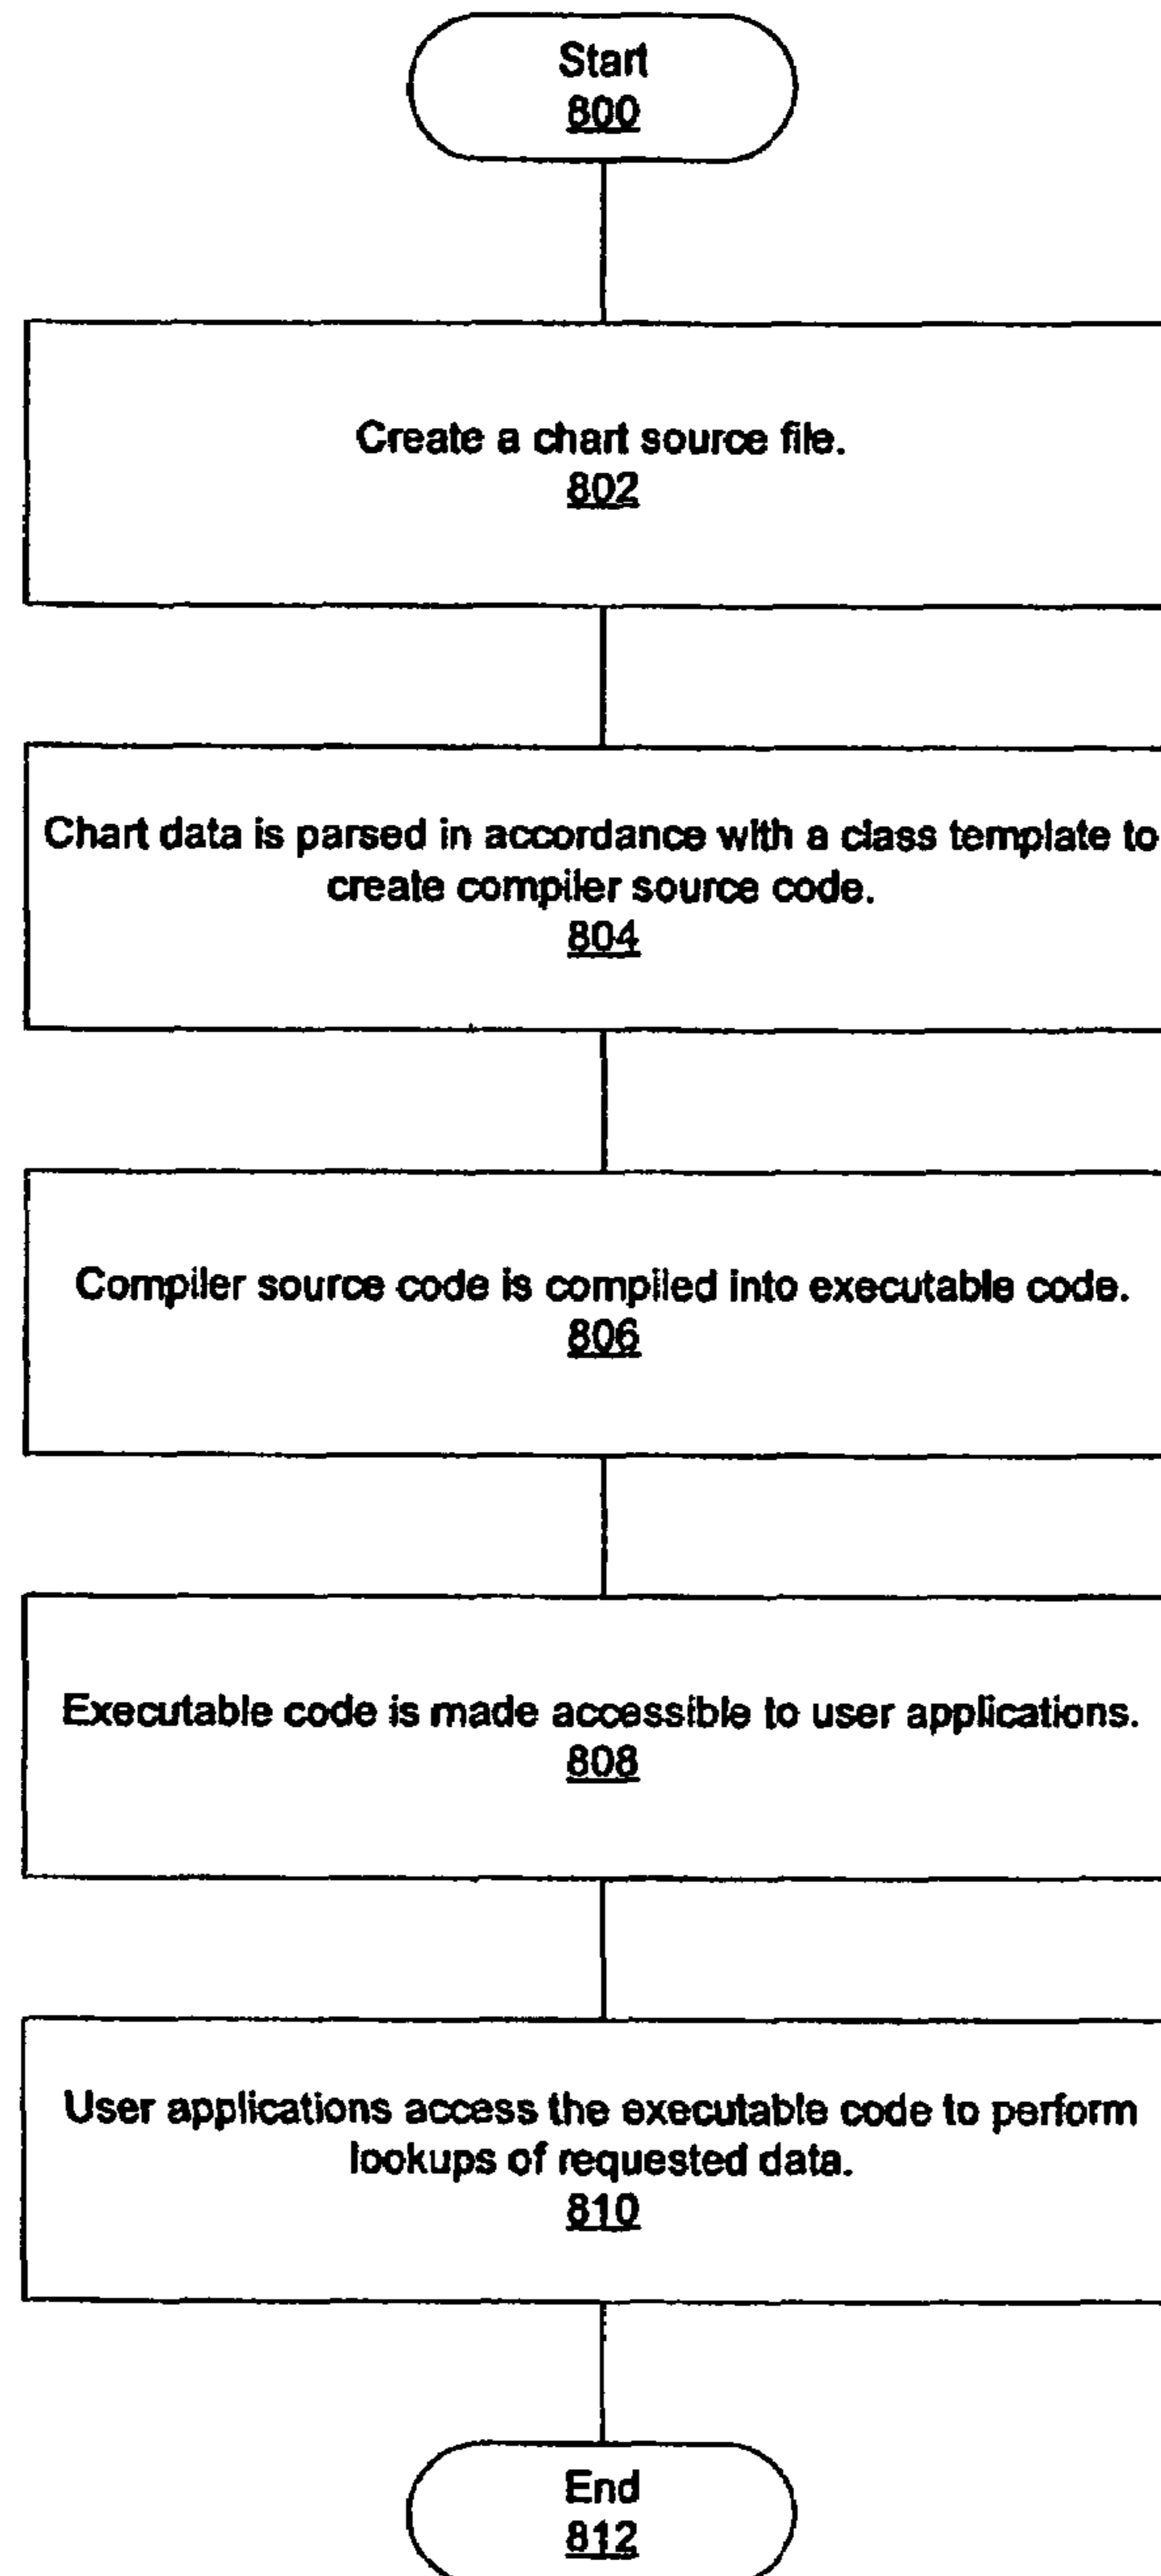 Start
800
Create a chart source file.
802
Chart data is parsed in accordance with a class template to
create compiler source code.
804
Compiler source code is compiled into executable code.
806
Executable code is made accessible to user applications.
808
User applications access the executable code to perform
lookups of requested data.
810
End
812